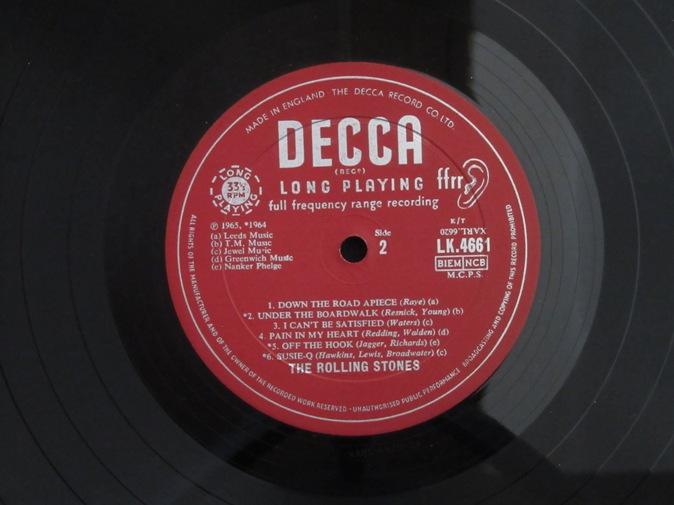 MADE IN ENGLAND · THE DECCA RECORD CO. LTD.
DECCA
(REGD)
LONG PLAYING
33⅓
RPM
LONG PLAYING
ffrr
full frequency range recording
℗ 1965, *1964
(a) Leeds Music
(b) T.M. Music
(c) Jewel Music
(d) Greenwich Music
(e) Nanker Phelge
Side
2
K/T
XARL.6620
LK.4661
BIEM NCB
M.C.P.S.
1. DOWN THE ROAD APIECE (Raye) (a)
*2. UNDER THE BOARDWALK (Resnick, Young) (b)
3. I CAN'T BE SATISFIED (Waters) (c)
4. PAIN IN MY HEART (Redding, Walden) (d)
*5. OFF THE HOOK (Jagger, Richards) (e)
*6. SUSIE-Q (Hawkins, Lewis, Broadwater) (c)
THE ROLLING STONES
ALL RIGHTS OF THE MANUFACTURER AND OF THE OWNER OF THE RECORDED WORK RESERVED · UNAUTHORISED PUBLIC PERFORMANCE BROADCASTING AND COPYING OF THIS RECORD PROHIBITED